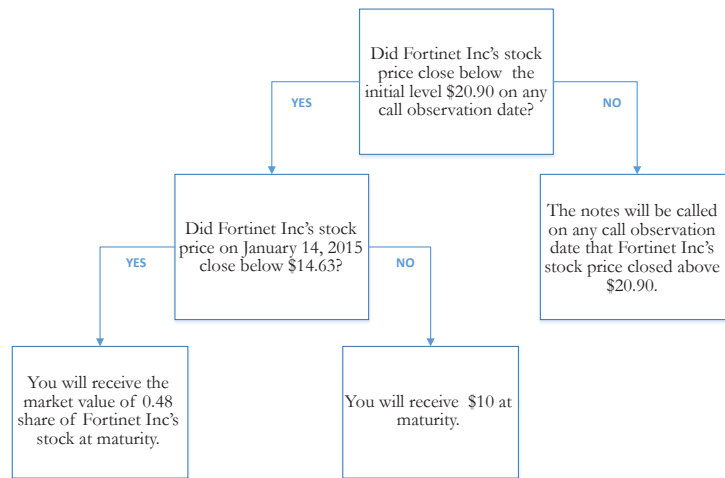 Did Fortinet Inc's stock
price close below the
initial level $20.90 on any
call observation date?
YES
NO
Did Fortinet Inc's stock
price on January 14, 2015
close below $14.63?
The notes will be called
on any call observation
date that Fortinet Inc's
stock price closed above
$20.90.
YES
NO
You will receive the
market value of 0.48
share of Fortinet Inc's
stock at maturity.
You will receive $10 at
maturity.